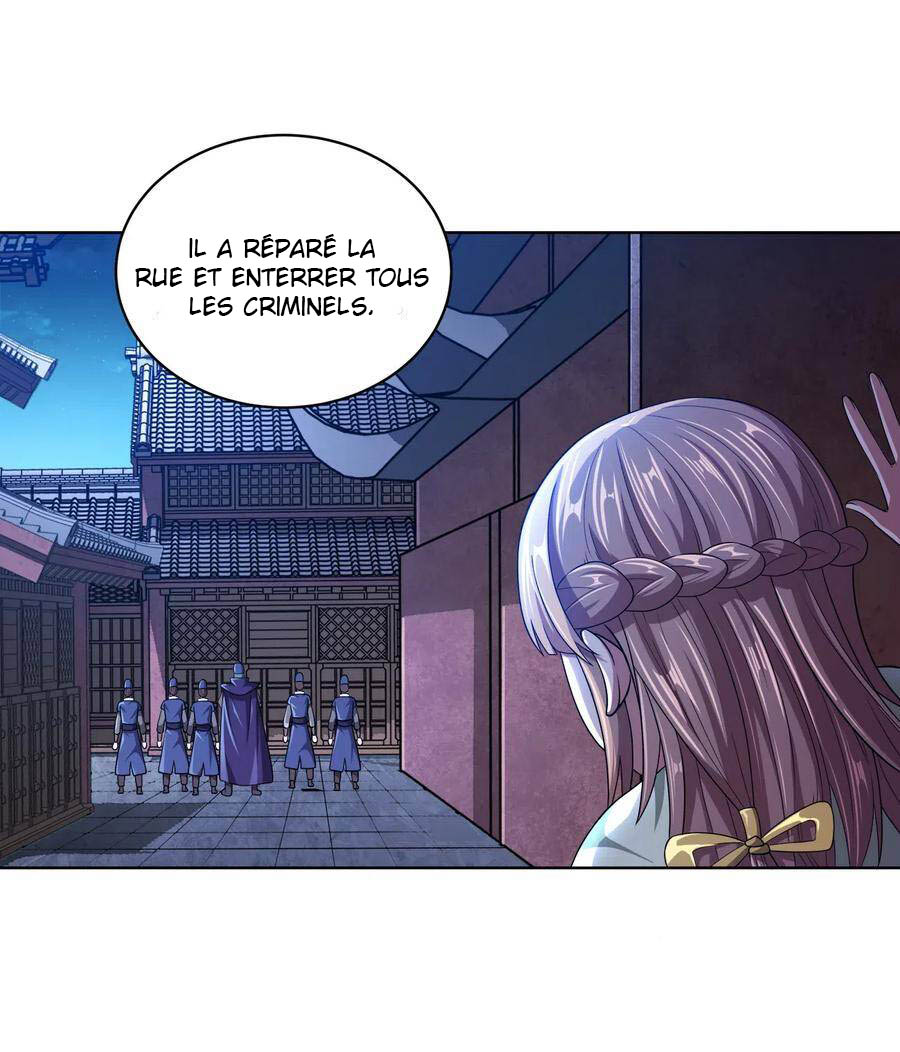 IL A RÉPARÉ LA
RUE ET ENTERRER TOUS
LES CRIMINELS.